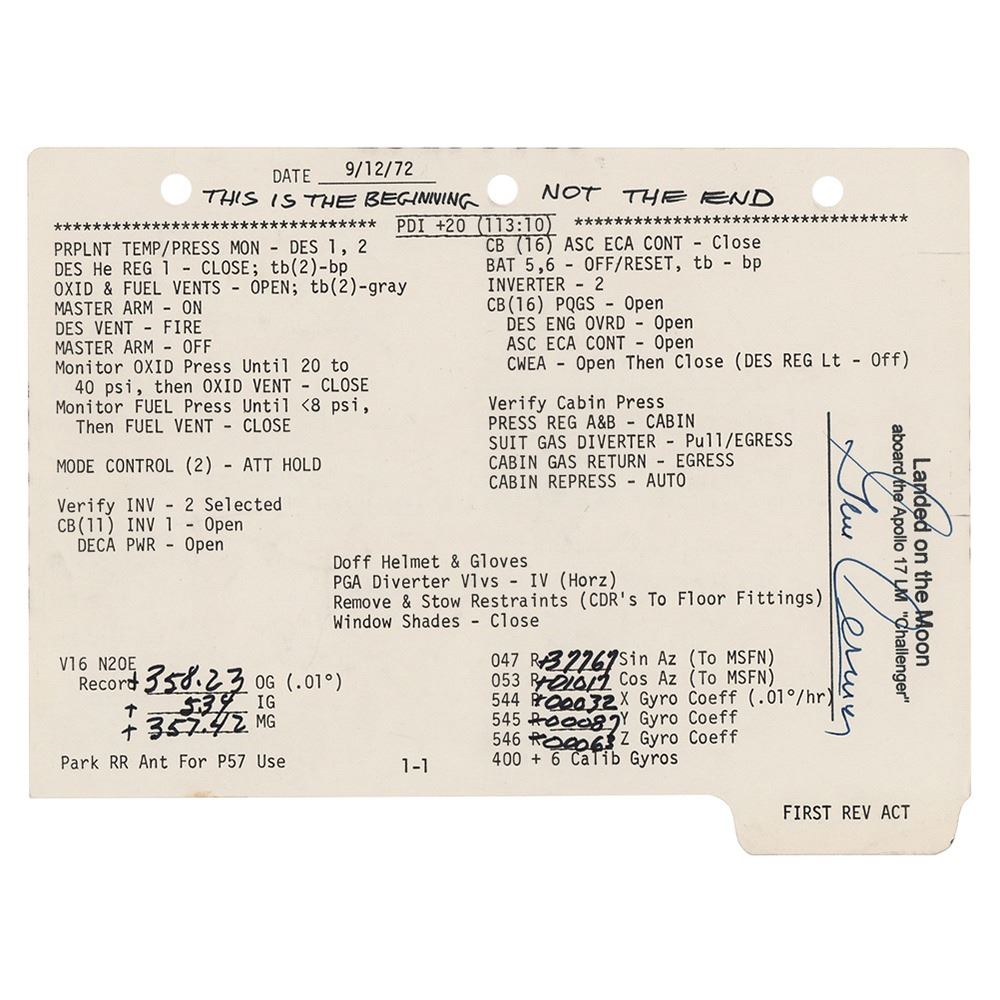 DATE 9/12/72
THIS IS THE BEGINNING NOT THE END
********************************* PDI +20 (113:10) **********************************
PRPLNT TEMP/PRESS MON - DES 1, 2
DES He REG 1 - CLOSE; tb(2)-bp
OXID & FUEL VENTS - OPEN; tb(2)-gray
MASTER ARM - ON
DES VENT - FIRE
MASTER ARM - OFF
Monitor OXID Press Until 20 to
40 psi, then OXID VENT - CLOSE
Monitor FUEL Press Until <8 psi,
Then FUEL VENT - CLOSE
MODE CONTROL (2) - ATT HOLD
Verify INV - 2 Selected
CB(11) INV 1 - Open
DECA PWR - Open
CB (16) ASC ECA CONT - Close
BAT 5,6 - OFF/RESET, tb - bp
INVERTER - 2
CB(16) PQGS - Open
DES ENG OVRD - Open
ASC ECA CONT - Open
CWEA - Open Then Close (DES REG Lt - Off)
Verify Cabin Press
PRESS REG A&B - CABIN
SUIT GAS DIVERTER - Pull/EGRESS
CABIN GAS RETURN - EGRESS
CABIN REPRESS - AUTO
Doff Helmet & Gloves
PGA Diverter Vlvs - IV (Horz)
Remove & Stow Restraints (CDR's To Floor Fittings)
Window Shades - Close
V16 N20E
Record +358.23 OG (.01°)
+ 5.34 IG
+ 357.42 MG
Park RR Ant For P57 Use
047 R +37769 Sin Az (To MSFN)
053 R +01017 Cos Az (To MSFN)
544 R +00032 X Gyro Coeff (.01°/hr)
545 R +00087 Y Gyro Coeff
546 R +00063 Z Gyro Coeff
400 + 6 Calib Gyros
1-1
FIRST REV ACT
Landed on the Moon
aboard the Apollo 17 LM "Challenger"
Gene Cernan